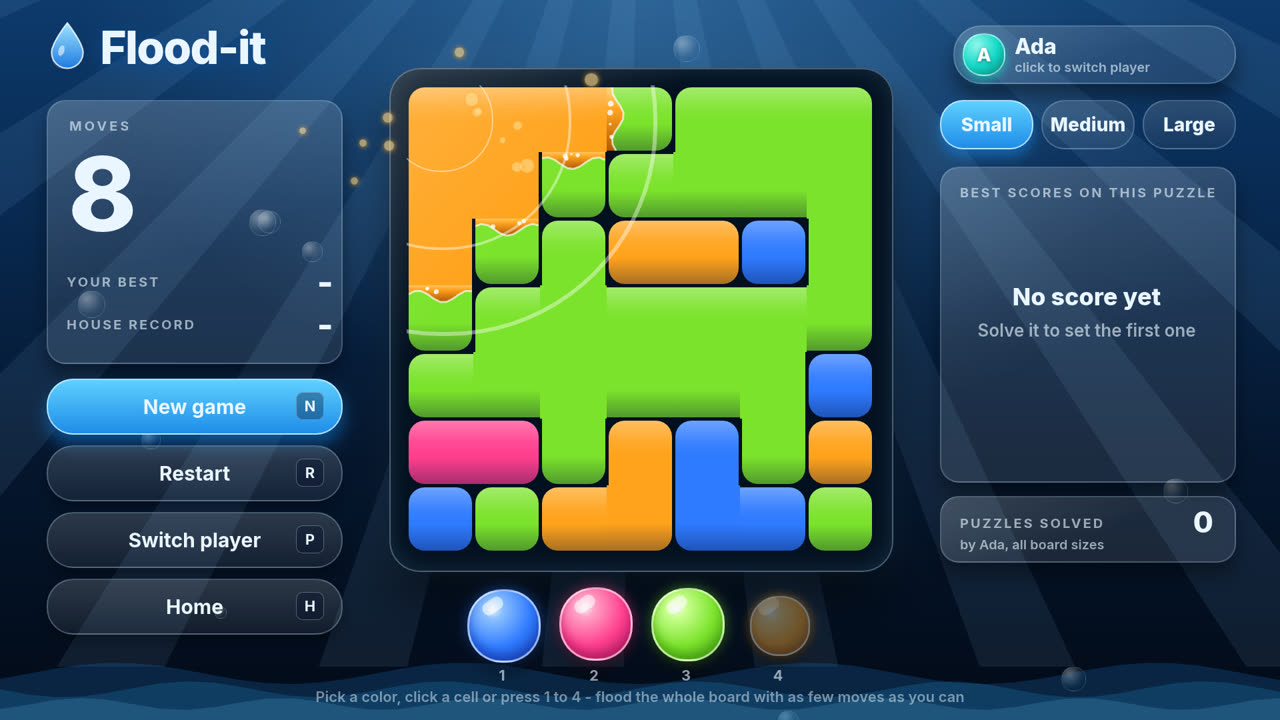 Flood-it
MOVES
8
YOUR BEST -
HOUSE RECORD -
New game N
Restart R
Switch player P
Home H
A
Ada
click to switch player
Small Medium Large
BEST SCORES ON THIS PUZZLE
No score yet
Solve it to set the first one
PUZZLES SOLVED 0
by Ada, all board sizes
1 2 3 4
Pick a color, click a cell or press 1 to 4 - flood the whole board with as few moves as you can